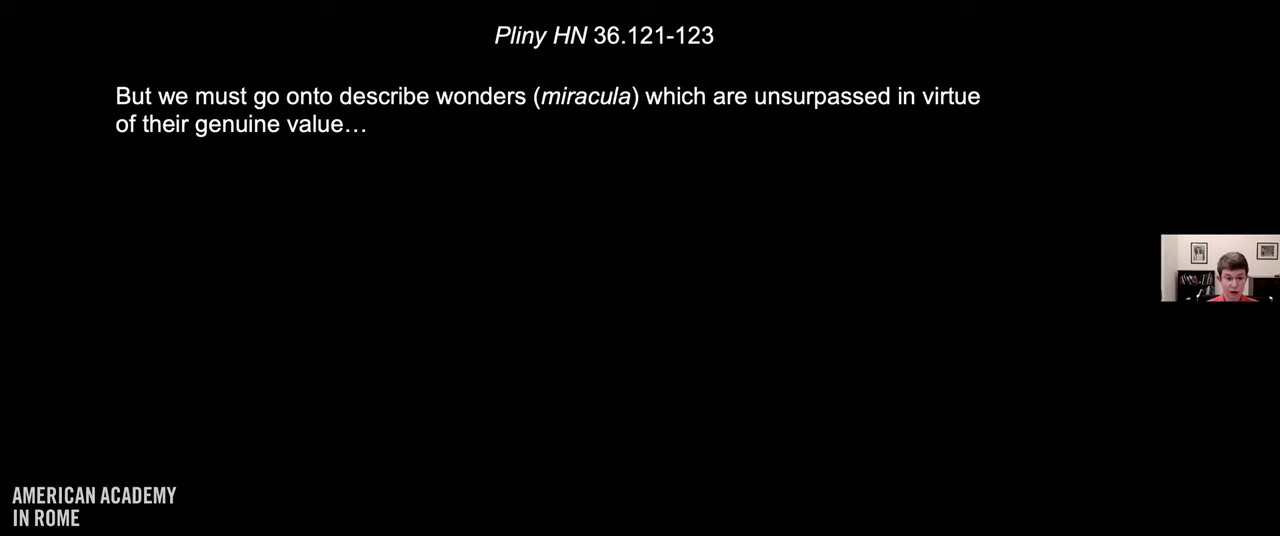 Pliny HN 36.121-123
But we must go onto describe wonders (miracula) which are unsurpassed in virtue
of their genuine value…
AMERICAN ACADEMY
IN ROME